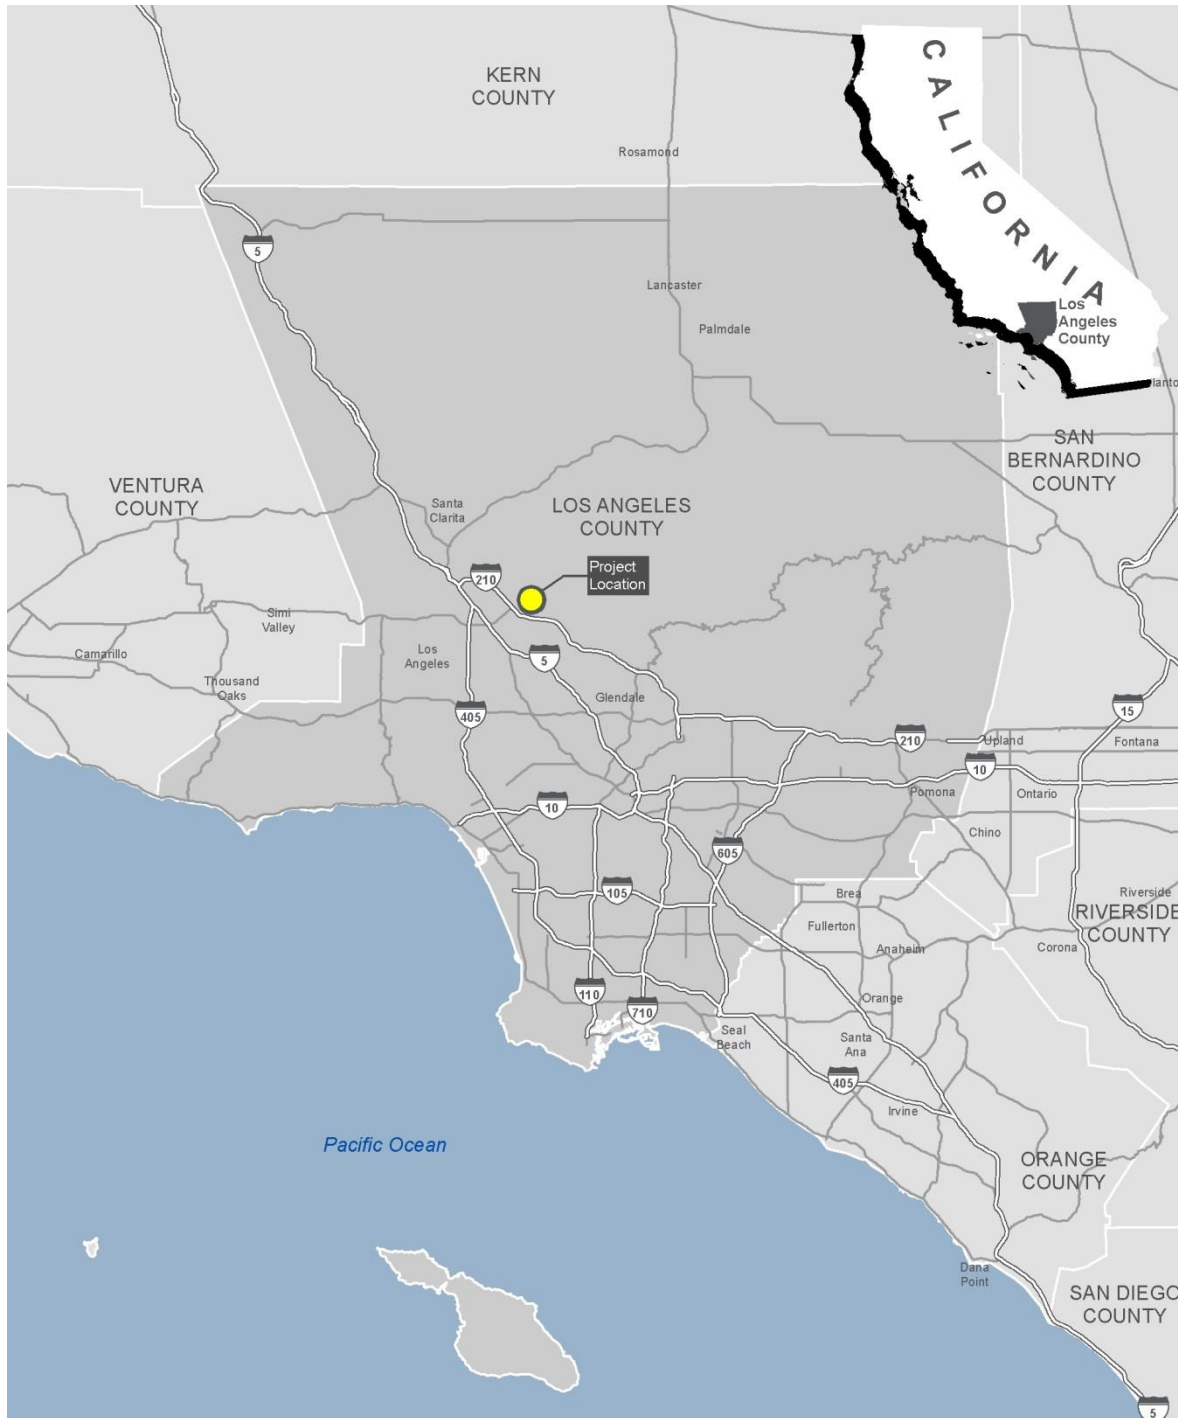 KERN
COUNTY
CALIFORNIA
Rosamond
5
Lancaster
Los
Angeles
County
Palmdale
SAN
BERNARDINO
COUNTY
VENTURA
COUNTY
Santa
Clarita
LOS ANGELES
COUNTY
210
Project
Location
Simi
Valley
Camarillo
Los
Angeles
5
Thousand
Oaks
Glendale
405
15
210
Upland
Fontana
10
10
Pomona
Ontario
Chino
605
105
Brea
Riverside
RIVERSIDE
COUNTY
Fullerton
Anaheim
Corona
110
710
Orange
Seal
Beach
Santa
Ana
405
Irvine
Pacific Ocean
ORANGE
COUNTY
Dana
Point
SAN DIEGO
COUNTY
5